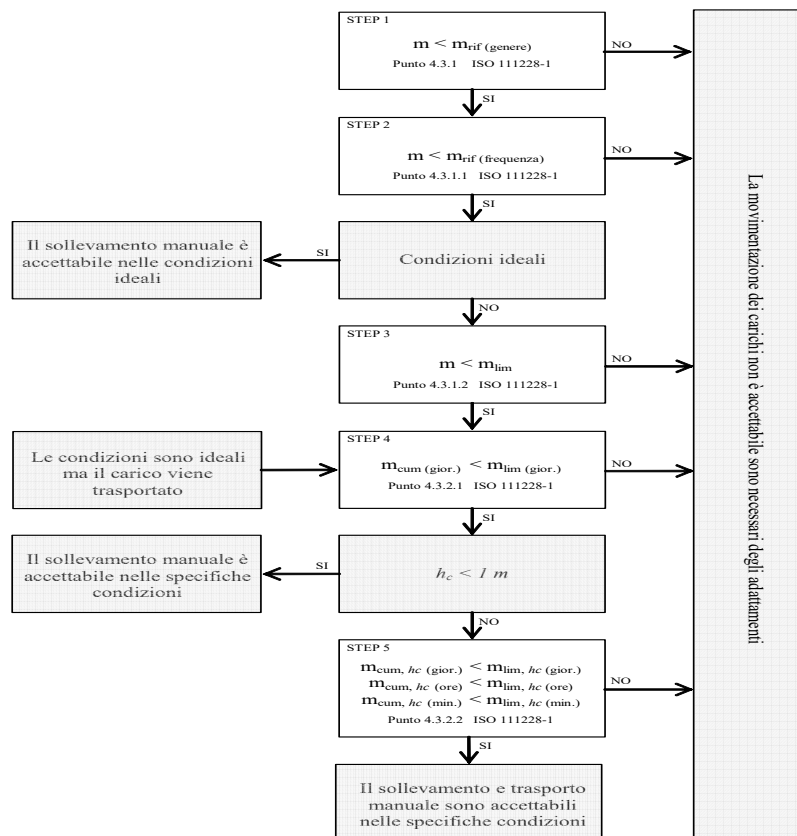 STEP 1
m < mrif (genere)
Punto 4.3.1 ISO 111228-1
NO
SI
STEP 2
m < mrif (frequenza)
Punto 4.3.1.1 ISO 111228-1
NO
SI
Il sollevamento manuale è
accettabile nelle condizioni
ideali
SI
Condizioni ideali
NO
STEP 3
m < mlim
Punto 4.3.1.2 ISO 111228-1
NO
SI
Le condizioni sono ideali
ma il carico viene
trasportato
STEP 4
mcum (gior.) < mlim (gior.)
Punto 4.3.2.1 ISO 111228-1
NO
SI
Il sollevamento manuale è
accettabile nelle specifiche
condizioni
SI
hc < 1 m
NO
STEP 5
mcum, hc (gior.) < mlim, hc (gior.)
mcum, hc (ore) < mlim, hc (ore)
mcum, hc (min.) < mlim, hc (min.)
Punto 4.3.2.2 ISO 111228-1
NO
SI
Il sollevamento e trasporto
manuale sono accettabili
nelle specifiche condizioni
La movimentazione dei carichi non è accettabile sono necessari degli adattamenti